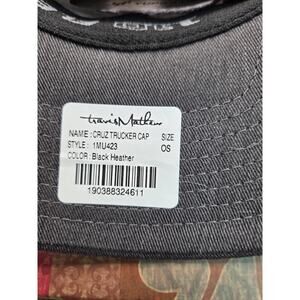 travisMathew
NAME : CRUZ TRUCKER CAP SIZE
STYLE : 1MU423 OS
COLOR : Black Heather
190388324611